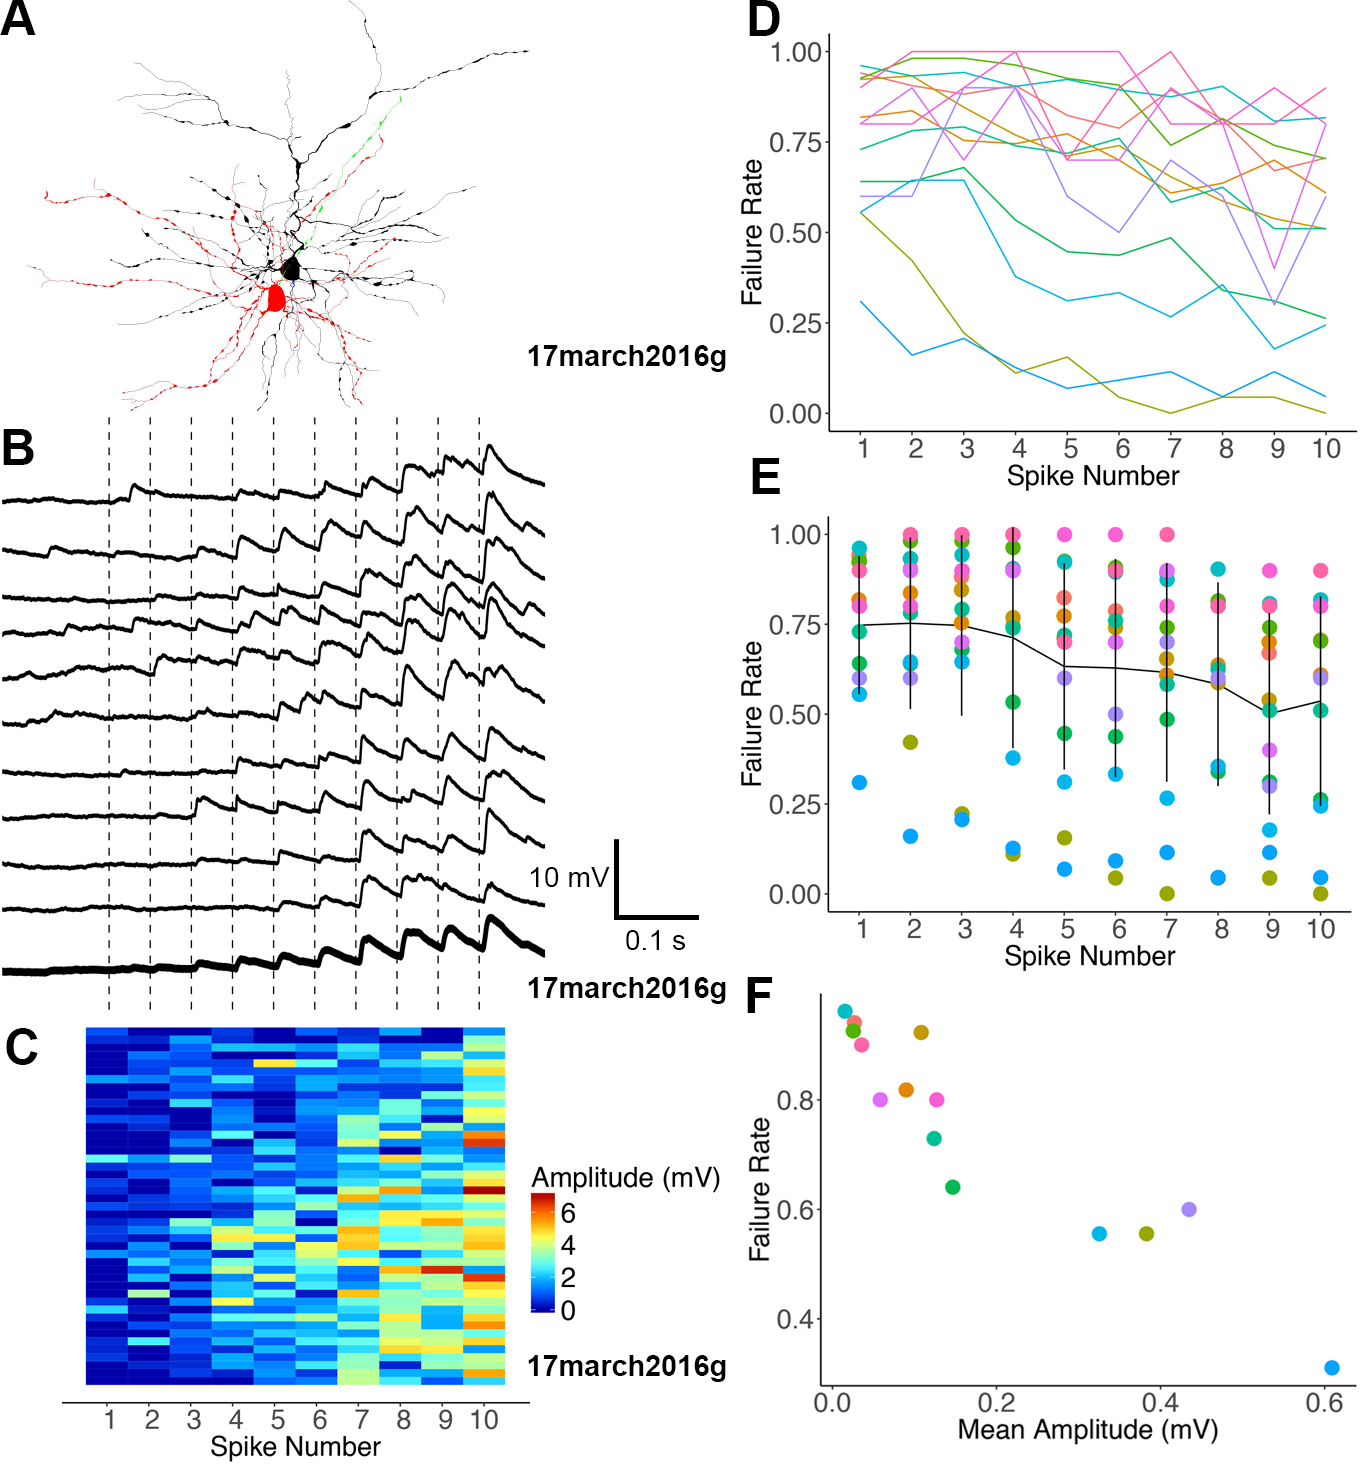 A
17march2016g
B
10 mV
0.1 s
17march2016g
C
Amplitude (mV)
6
4
2
0
17march2016g
1 2 3 4 5 6 7 8 9 10
Spike Number
D
1.00
0.75
0.50
0.25
0.00
Failure Rate
1 2 3 4 5 6 7 8 9 10
Spike Number
E
1.00
0.75
0.50
0.25
0.00
Failure Rate
1 2 3 4 5 6 7 8 9 10
Spike Number
F
0.8
0.6
0.4
Failure Rate
0.0 0.2 0.4 0.6
Mean Amplitude (mV)